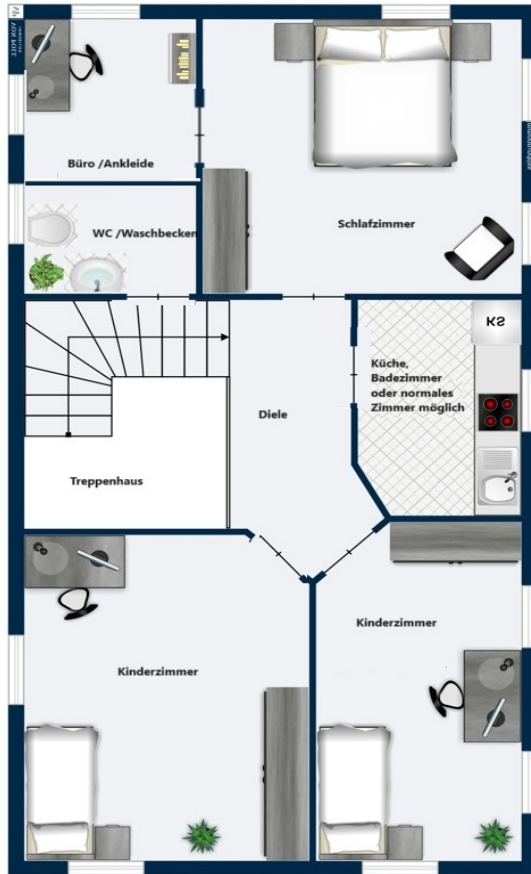 Büro /Ankleide
WC /Waschbecken
Schlafzimmer
KS
Küche,
Badezimmer
oder normales
Zimmer möglich
Diele
Treppenhaus
Kinderzimmer
Kinderzimmer